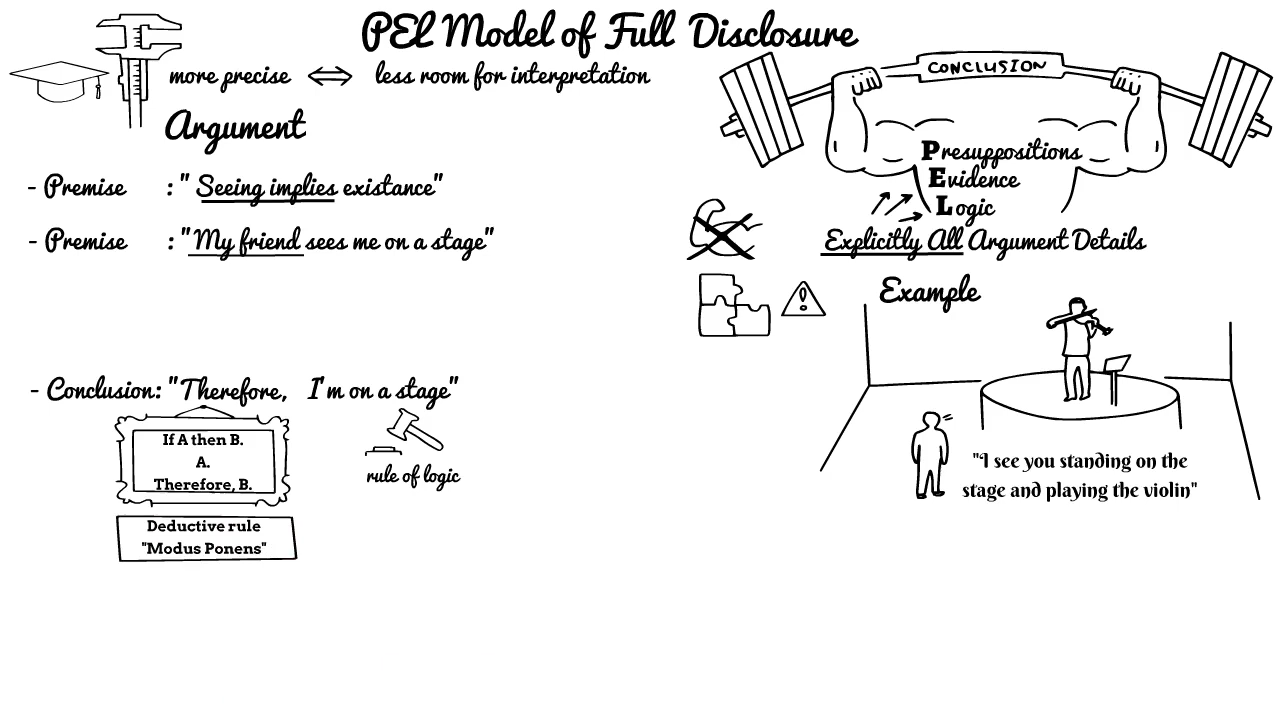 PEL Model of Full Disclosure
more precise ⟺ less room for interpretation
Argument
- Premise : " Seeing implies existance"
- Premise : "My friend sees me on a stage"
- Conclusion: "Therefore, I'm on a stage"
If A then B.
A.
Therefore, B.
Deductive rule
"Modus Ponens"
rule of logic
CONCLUSION
Presuppositions
Evidence
Logic
Explicitly All Argument Details
Example
"I see you standing on the
stage and playing the violin"